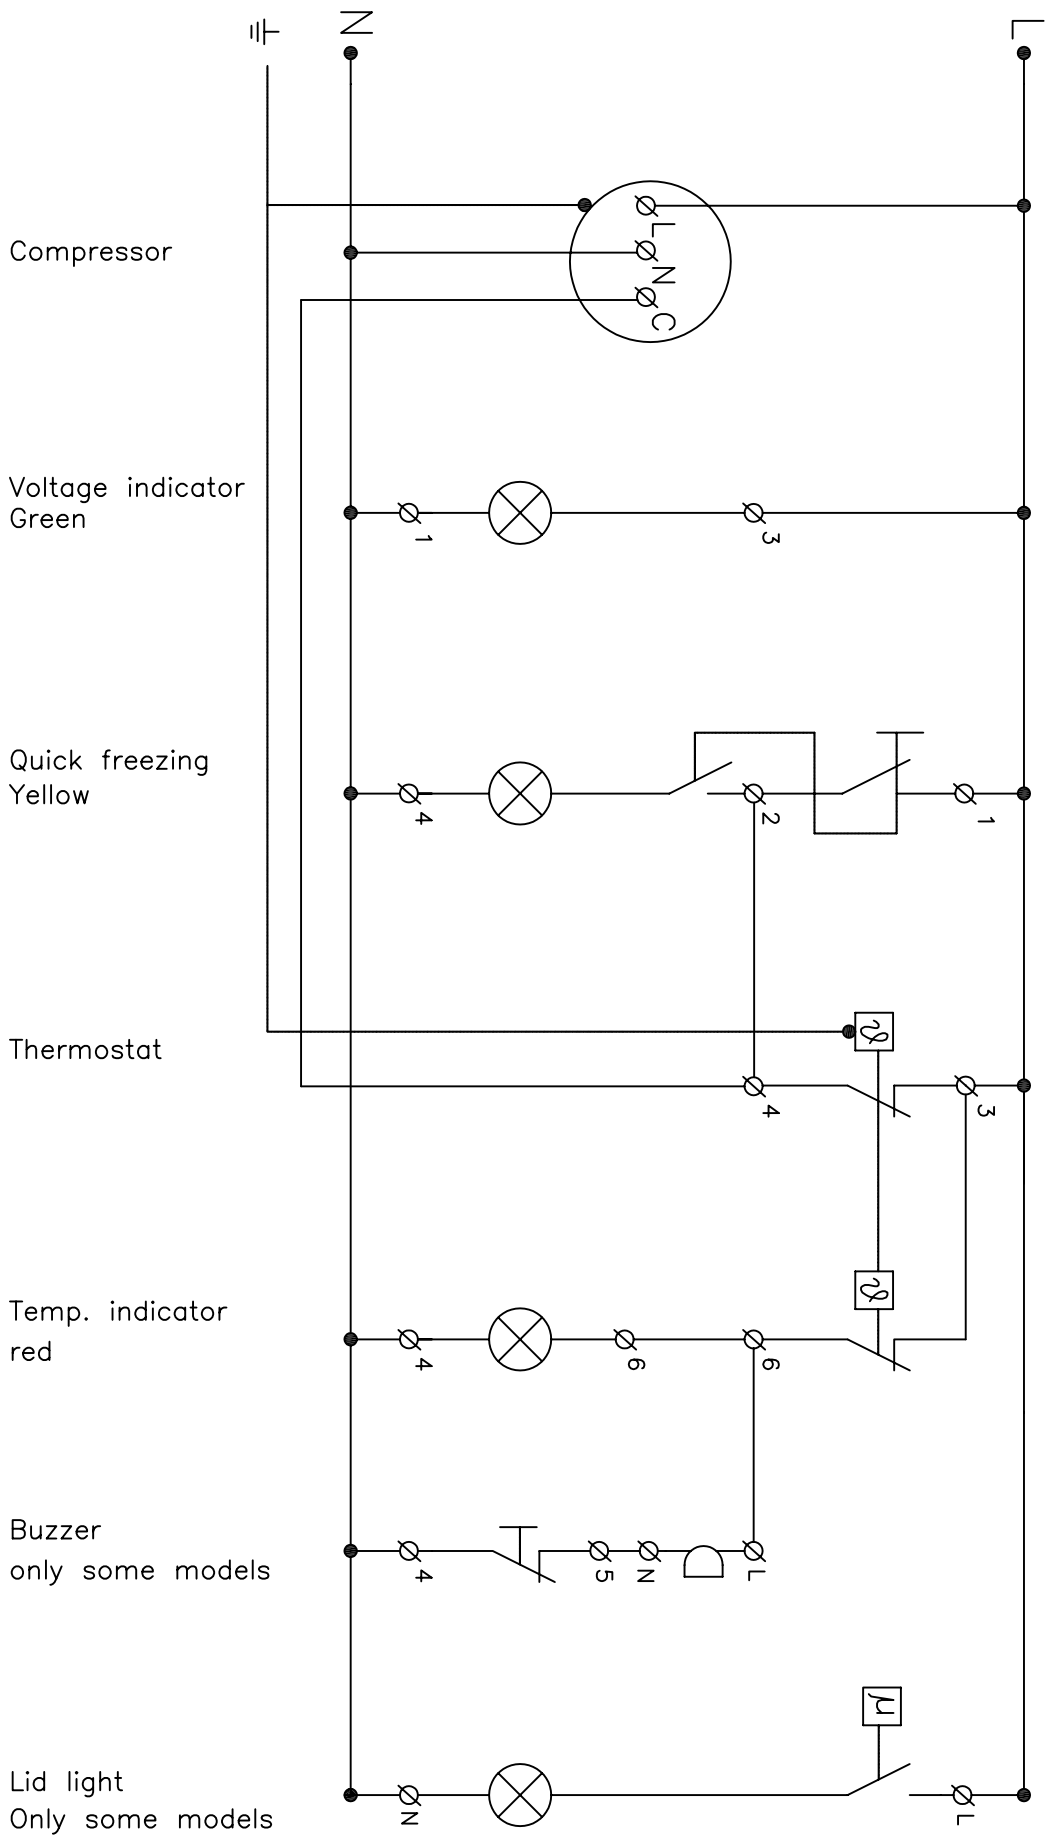 N
L
L
N
C
Compressor
Voltage indicator
Green
1
3
Quick freezing
Yellow
4
2
1
ϑ
Thermostat
4
3
ϑ
Temp. indicator
red
4
6
6
Buzzer
only some models
4
5
N
L
μ
Lid light
Only some models
N
L